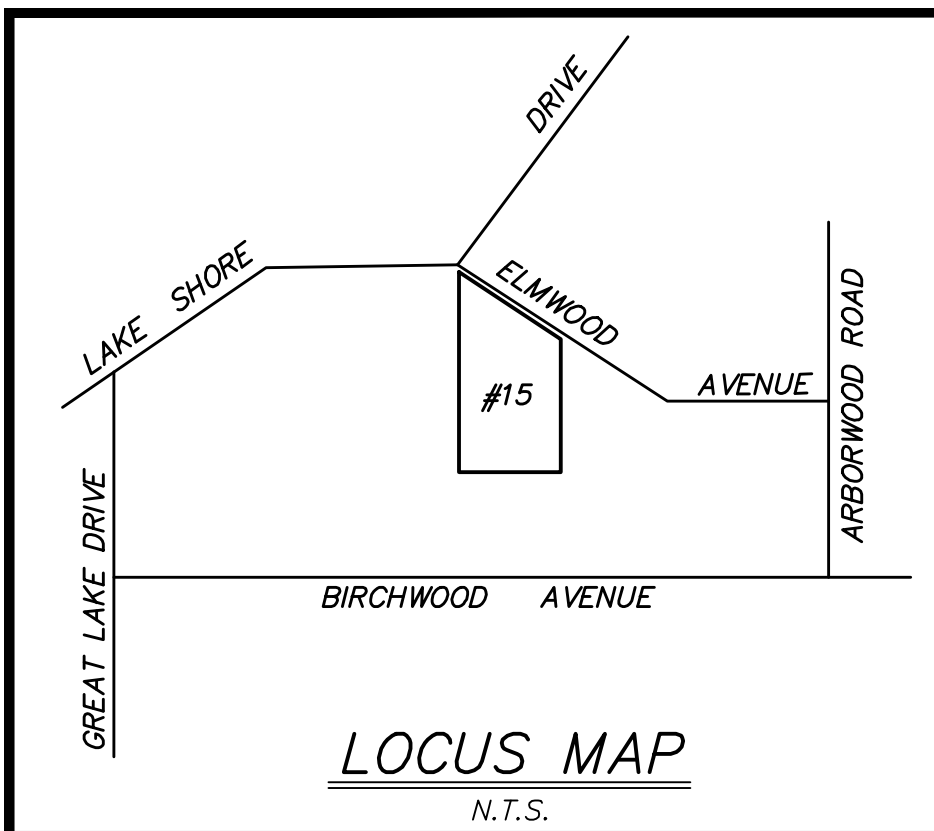 DRIVE
LAKE SHORE
ELMWOOD
AVENUE
ARBORWOOD ROAD
#15
GREAT LAKE DRIVE
BIRCHWOOD AVENUE
LOCUS MAP
N.T.S.